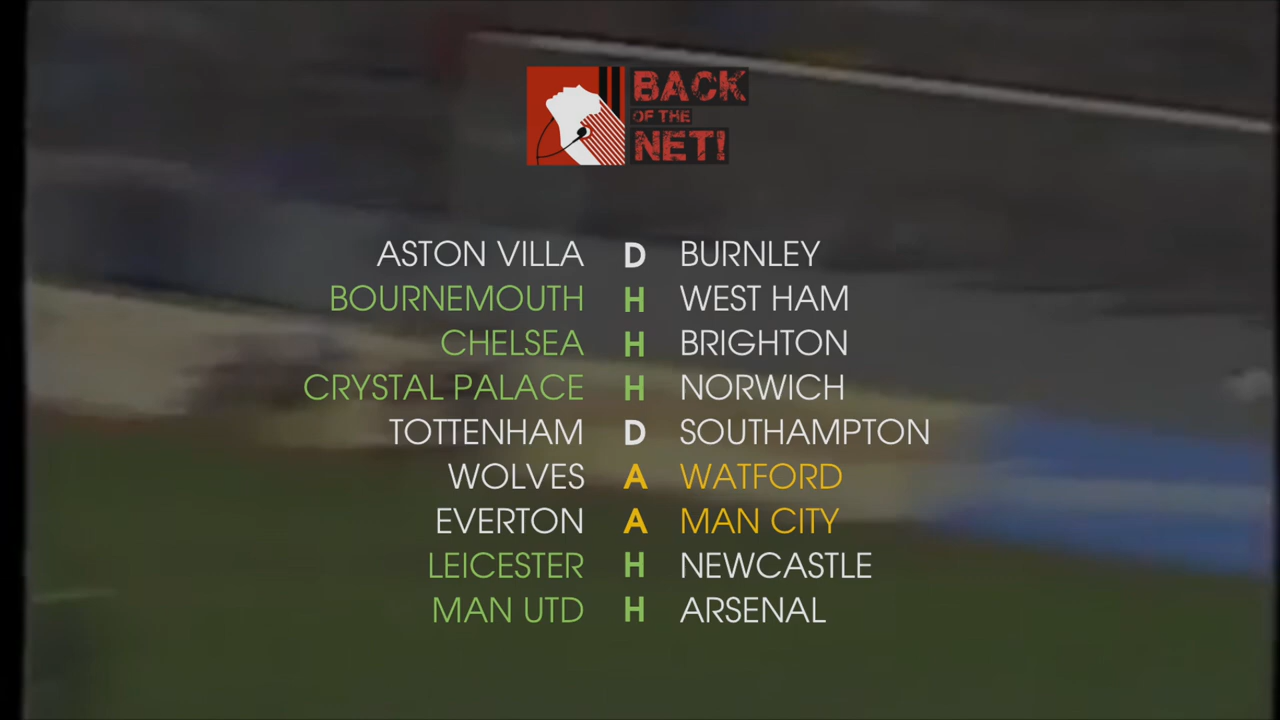 BACK
OF THE
NET!
ASTON VILLA D BURNLEY
BOURNEMOUTH H WEST HAM
CHELSEA H BRIGHTON
CRYSTAL PALACE H NORWICH
TOTTENHAM D SOUTHAMPTON
WOLVES A WATFORD
EVERTON A MAN CITY
LEICESTER H NEWCASTLE
MAN UTD H ARSENAL